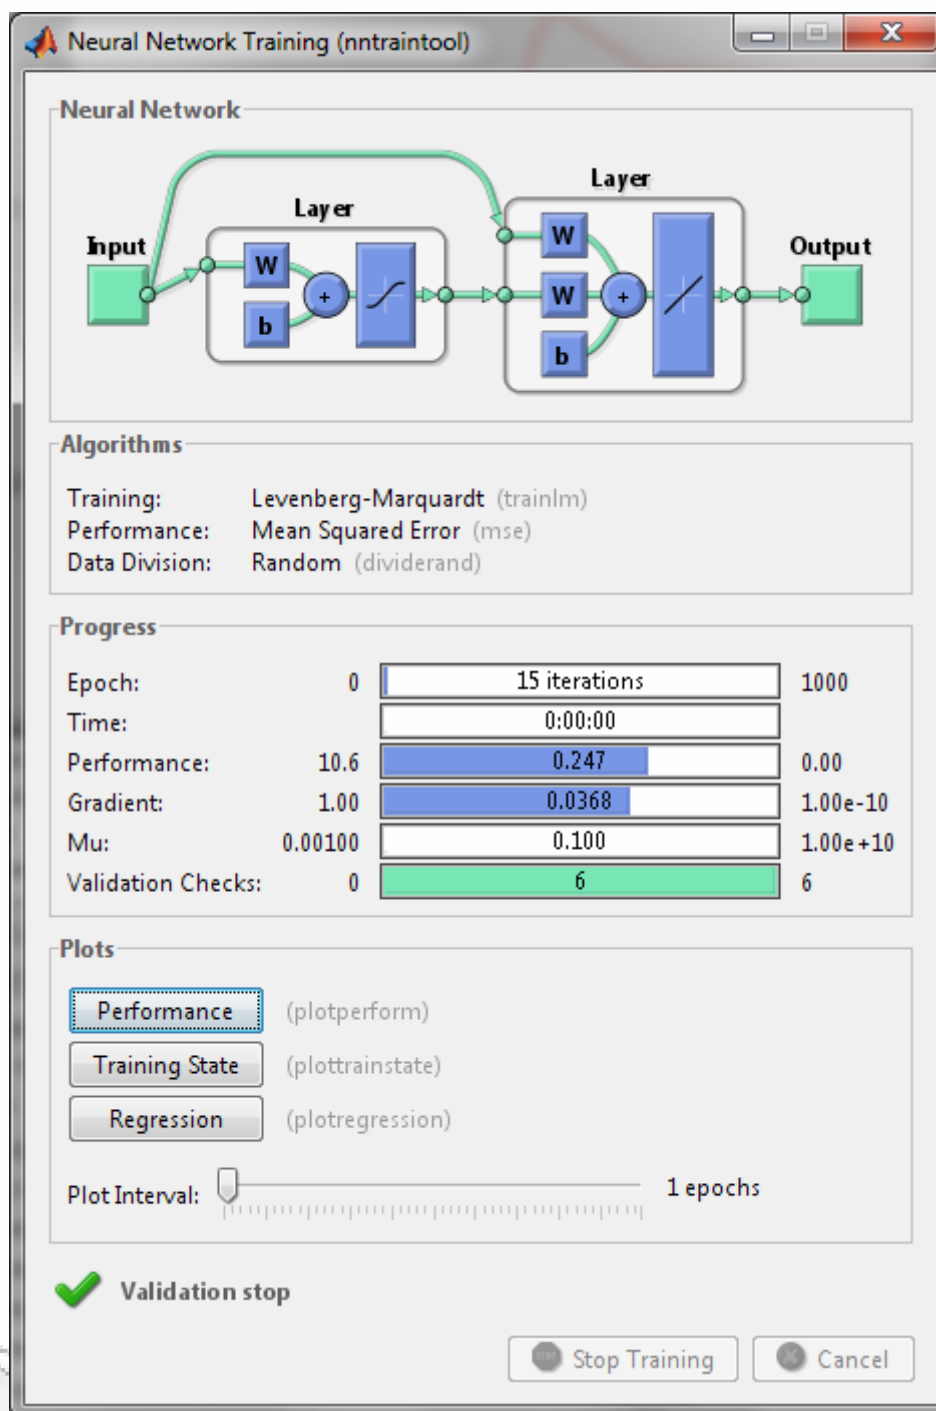 Neural Network Training (nntraintool)
Neural Network
Layer
Layer
Input
Output
W
b
+
W
W
b
+
Algorithms
Training: Levenberg-Marquardt (trainlm)
Performance: Mean Squared Error (mse)
Data Division: Random (dividerand)
Progress
Epoch: 0 15 iterations 1000
Time: 0:00:00
Performance: 10.6 0.247 0.00
Gradient: 1.00 0.0368 1.00e-10
Mu: 0.00100 0.100 1.00e+10
Validation Checks: 0 6 6
Plots
Performance (plotperform)
Training State (plottrainstate)
Regression (plotregression)
Plot Interval: 1 epochs
Validation stop
Stop Training Cancel